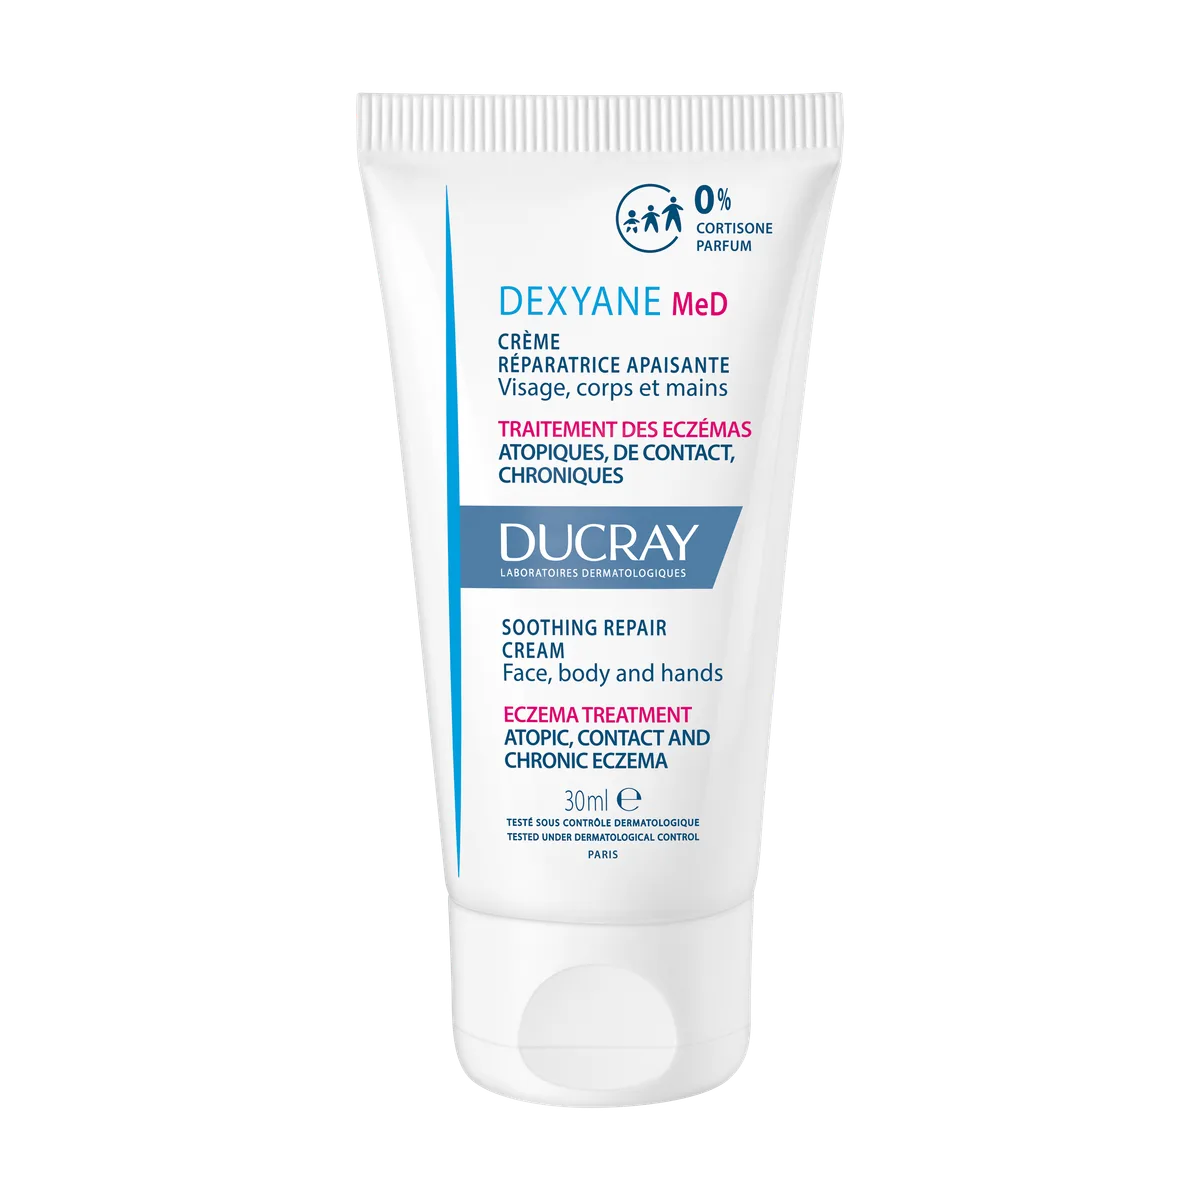 0%
CORTISONE
PARFUM
DEXYANE MeD
CRÈME
RÉPARATRICE APAISANTE
Visage, corps et mains
TRAITEMENT DES ECZÉMAS
ATOPIQUES, DE CONTACT,
CHRONIQUES
DUCRAY
LABORATOIRES DERMATOLOGIQUES
SOOTHING REPAIR
CREAM
Face, body and hands
ECZEMA TREATMENT
ATOPIC, CONTACT AND
CHRONIC ECZEMA
30ml ℮
TESTÉ SOUS CONTRÔLE DERMATOLOGIQUE
TESTED UNDER DERMATOLOGICAL CONTROL
PARIS